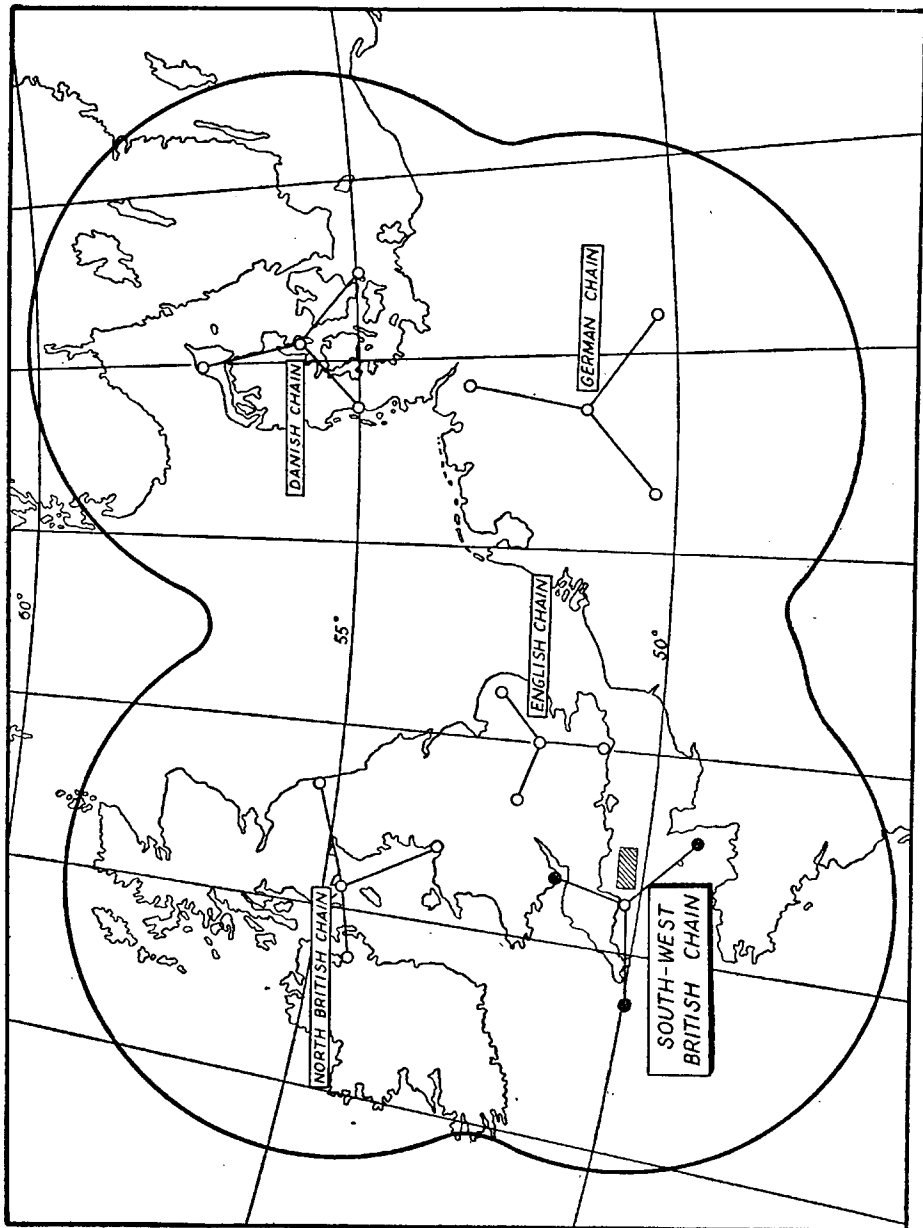 60°
55°
50°
DANISH CHAIN
GERMAN CHAIN
ENGLISH CHAIN
NORTH BRITISH CHAIN
SOUTH-WEST
BRITISH CHAIN